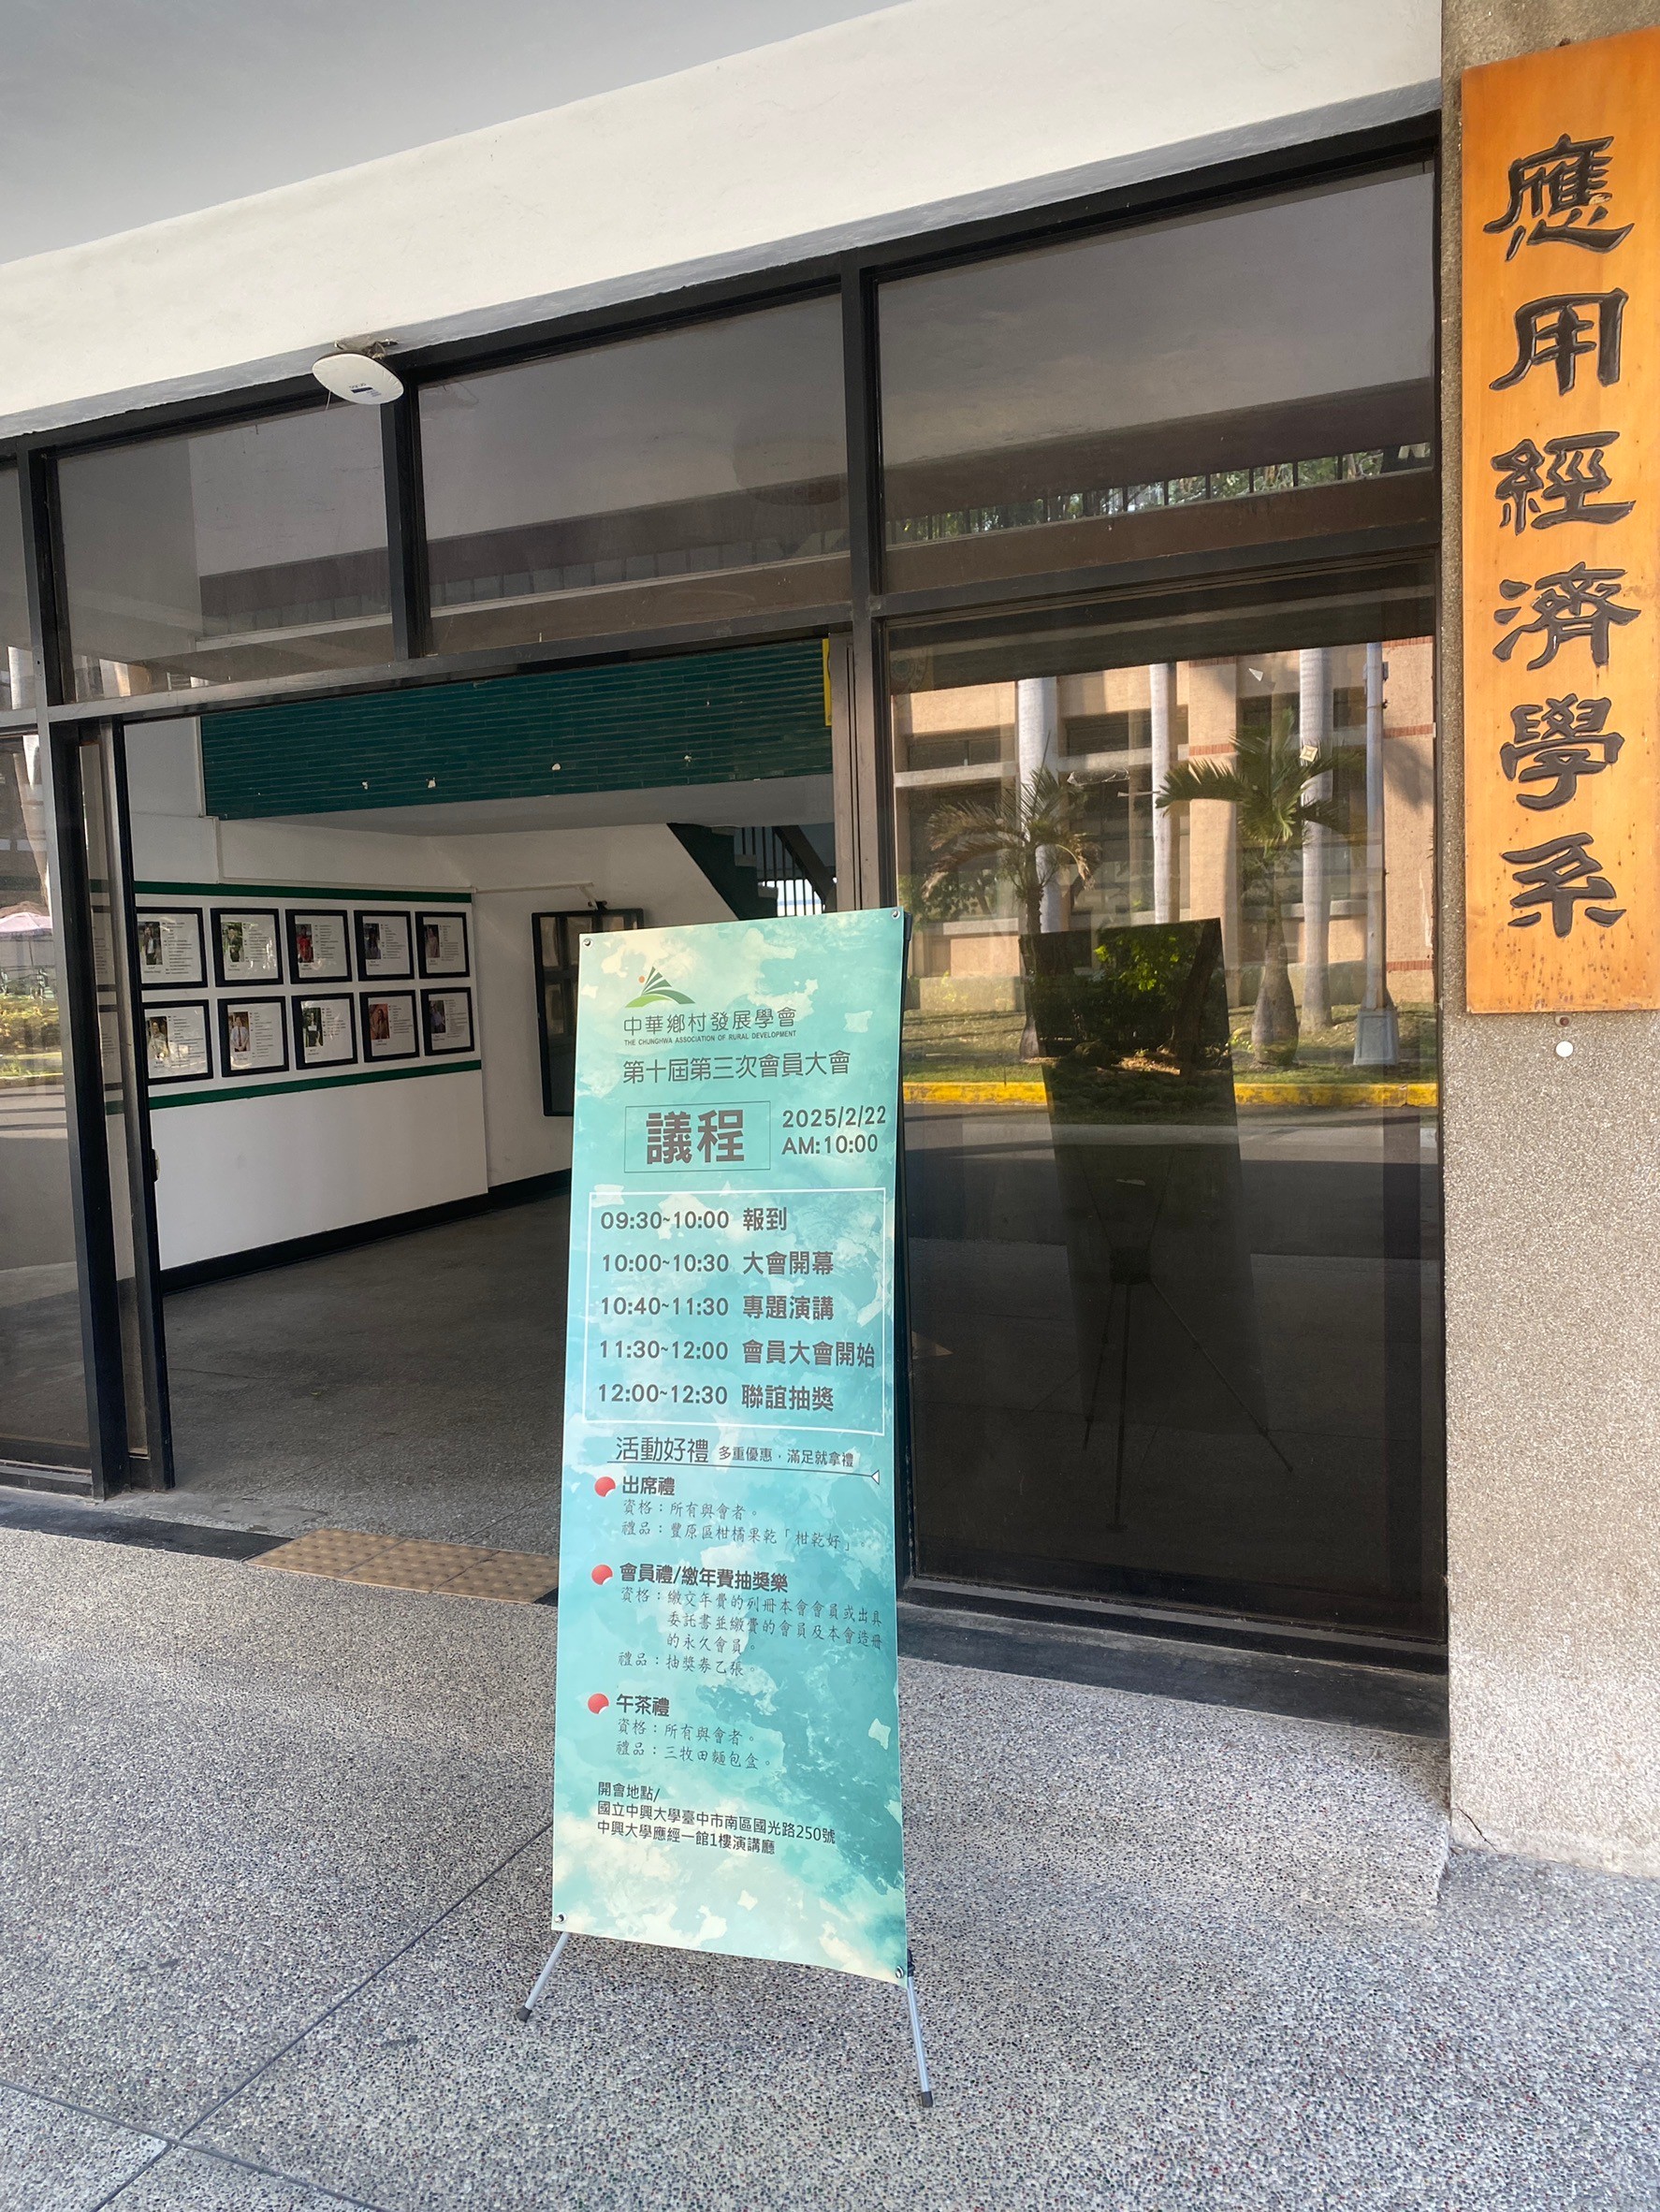 應用經濟學系
中華鄉村發展學會
THE CHUNGHWA ASSOCIATION OF RURAL DEVELOPMENT
第十屆第三次會員大會
議程
2025/2/22
AM:10:00
09:30~10:00 報到
10:00~10:30 大會開幕
10:40~11:30 專題演講
11:30~12:00 會員大會開始
12:00~12:30 聯誼抽獎
活動好禮 多重優惠，滿足就拿禮
出席禮
資格：所有與會者。
禮品：豐原區柑橘果乾「柑乾好」。
會員禮/繳年費抽獎樂
資格：繳交年費的列冊本會會員或出具
委託書並繳費的會員及本會造冊
的永久會員。
禮品：抽獎券乙張。
午茶禮
資格：所有與會者。
禮品：三牧田麵包盒。
開會地點/
國立中興大學臺中市南區國光路250號
中興大學應經一館1樓演講廳